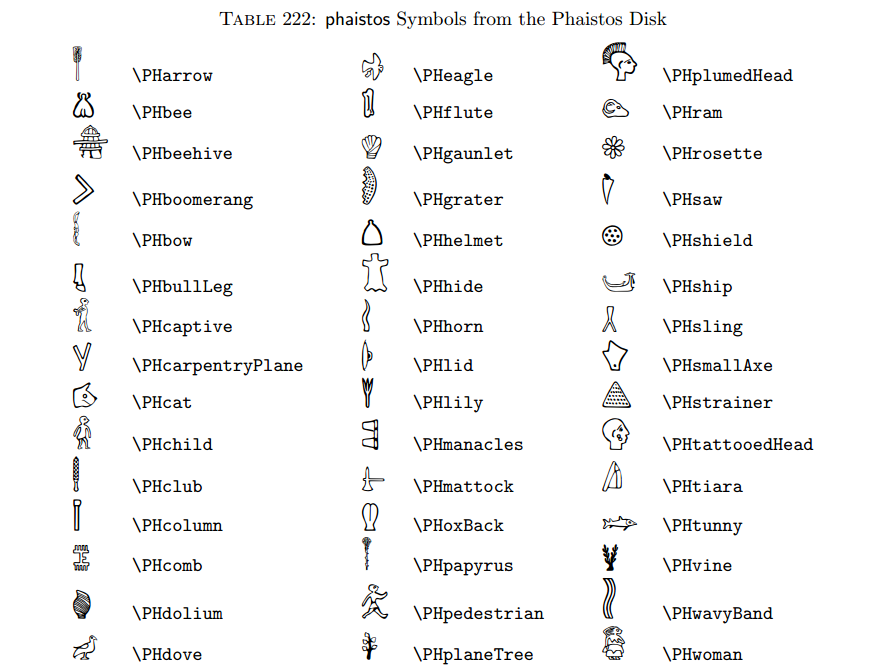 TABLE 222: phaistos Symbols from the Phaistos Disk
\PHarrow \PHeagle \PHplumedHead
\PHbee \PHflute \PHram
\PHbeehive \PHgaunlet \PHrosette
\PHboomerang \PHgrater \PHsaw
\PHbow \PHhelmet \PHshield
\PHbullLeg \PHhide \PHship
\PHcaptive \PHhorn \PHsling
\PHcarpentryPlane \PHlid \PHsmallAxe
\PHcat \PHlily \PHstrainer
\PHchild \PHmanacles \PHtattooedHead
\PHclub \PHmattock \PHtiara
\PHcolumn \PHoxBack \PHtunny
\PHcomb \PHpapyrus \PHvine
\PHdolium \PHpedestrian \PHwavyBand
\PHdove \PHplaneTree \PHwoman